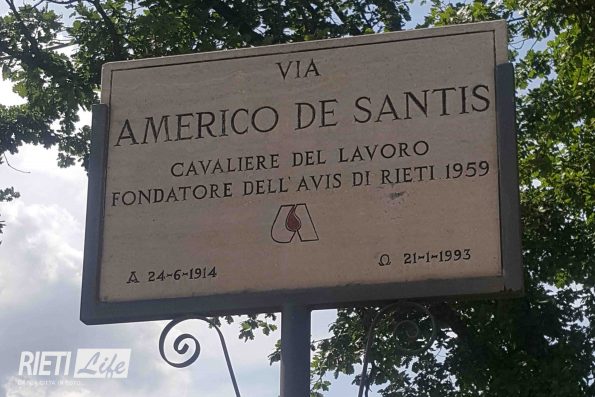 VIA
AMERICO DE SANTIS
CAVALIERE DEL LAVORO
FONDATORE DELL'AVIS DI RIETI 1959
Α 24-6-1914
Ω 21-1-1993
RIETI Life